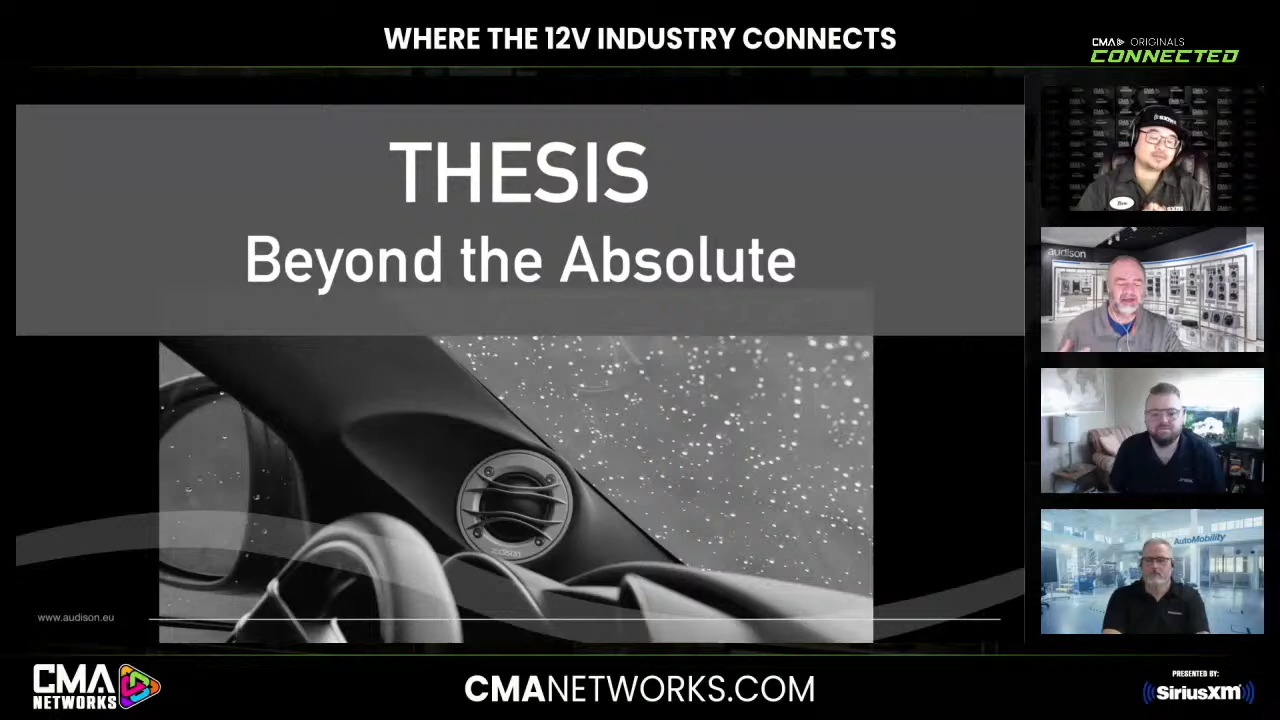 WHERE THE 12V INDUSTRY CONNECTS
CMA ORIGINALS
CONNECTED
THESIS
Beyond the Absolute
audison
www.audison.eu
audison
AutoMobility
CMA
NETWORKS
CMANETWORKS.COM
PRESENTED BY:
SiriusXM